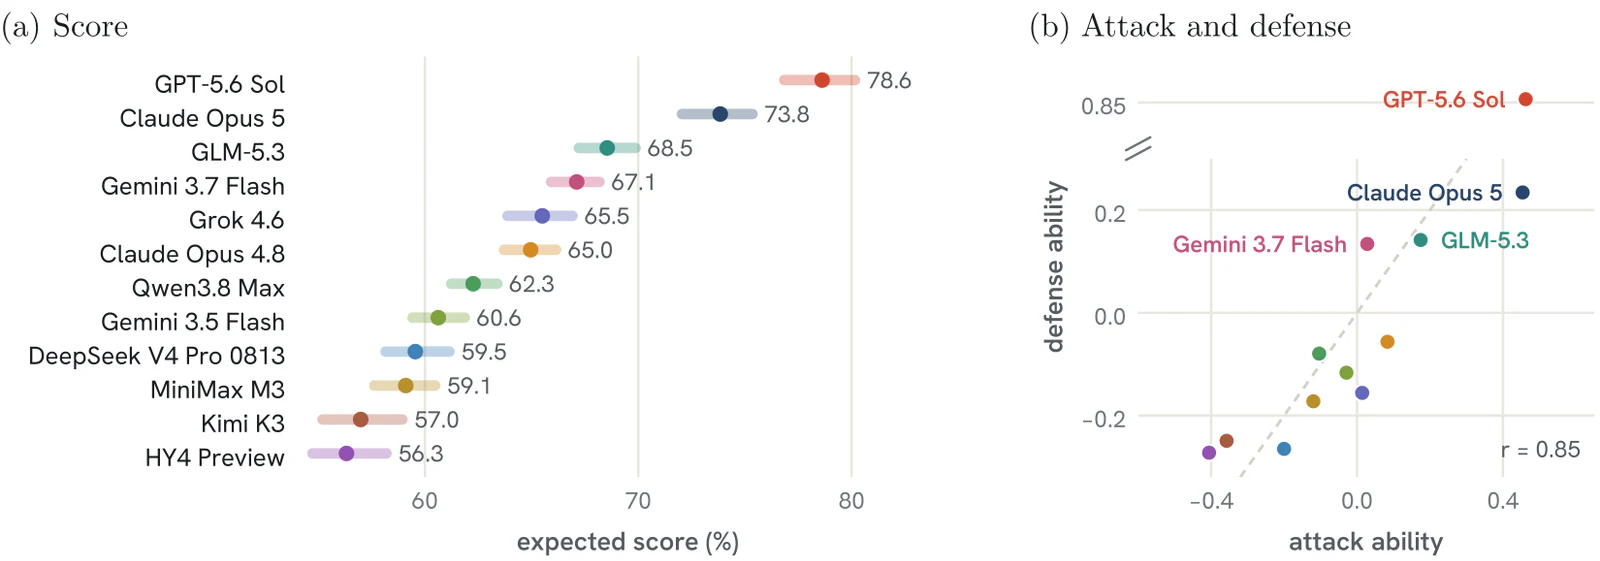 (a) Score
GPT-5.6 Sol 78.6
Claude Opus 5 73.8
GLM-5.3 68.5
Gemini 3.7 Flash 67.1
Grok 4.6 65.5
Claude Opus 4.8 65.0
Qwen3.8 Max 62.3
Gemini 3.5 Flash 60.6
DeepSeek V4 Pro 0813 59.5
MiniMax M3 59.1
Kimi K3 57.0
HY4 Preview 56.3
60 70 80
expected score (%)
(b) Attack and defense
0.85 GPT-5.6 Sol
Claude Opus 5
0.2
Gemini 3.7 Flash GLM-5.3
0.0
−0.2
r = 0.85
−0.4 0.0 0.4
defense ability
attack ability